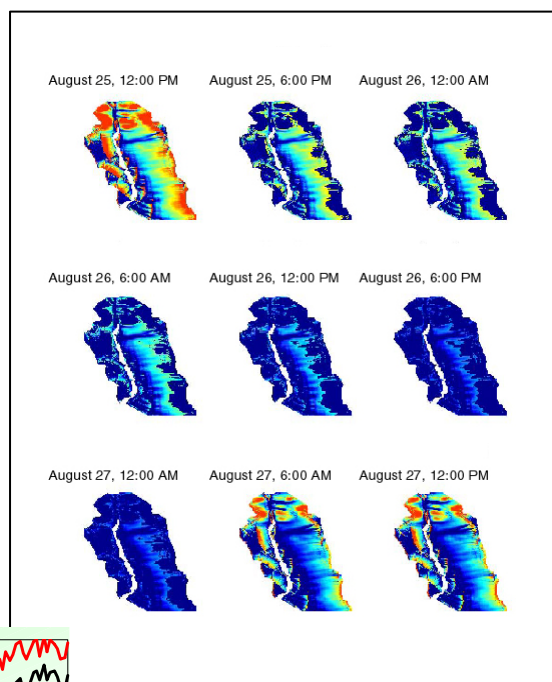 August 25, 12:00 PM
August 25, 6:00 PM
August 26, 12:00 AM
August 26, 6:00 AM
August 26, 12:00 PM
August 26, 6:00 PM
August 27, 12:00 AM
August 27, 6:00 AM
August 27, 12:00 PM